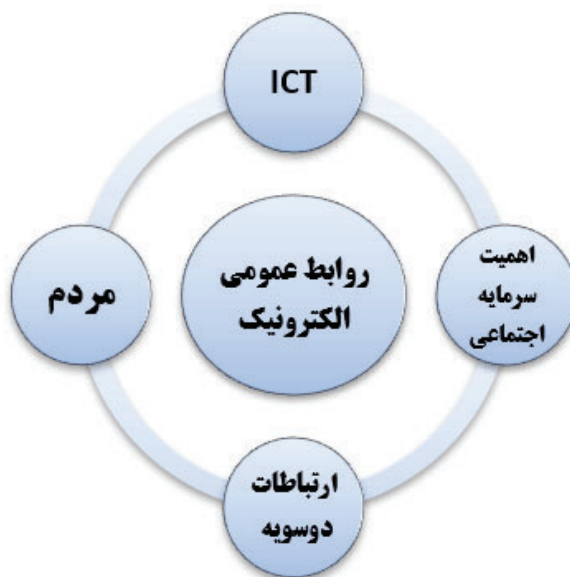 ICT
روابط عمومی
الکترونیک
اهمیت
سرمایه
اجتماعی
مردم
ارتباطات
دوسویه